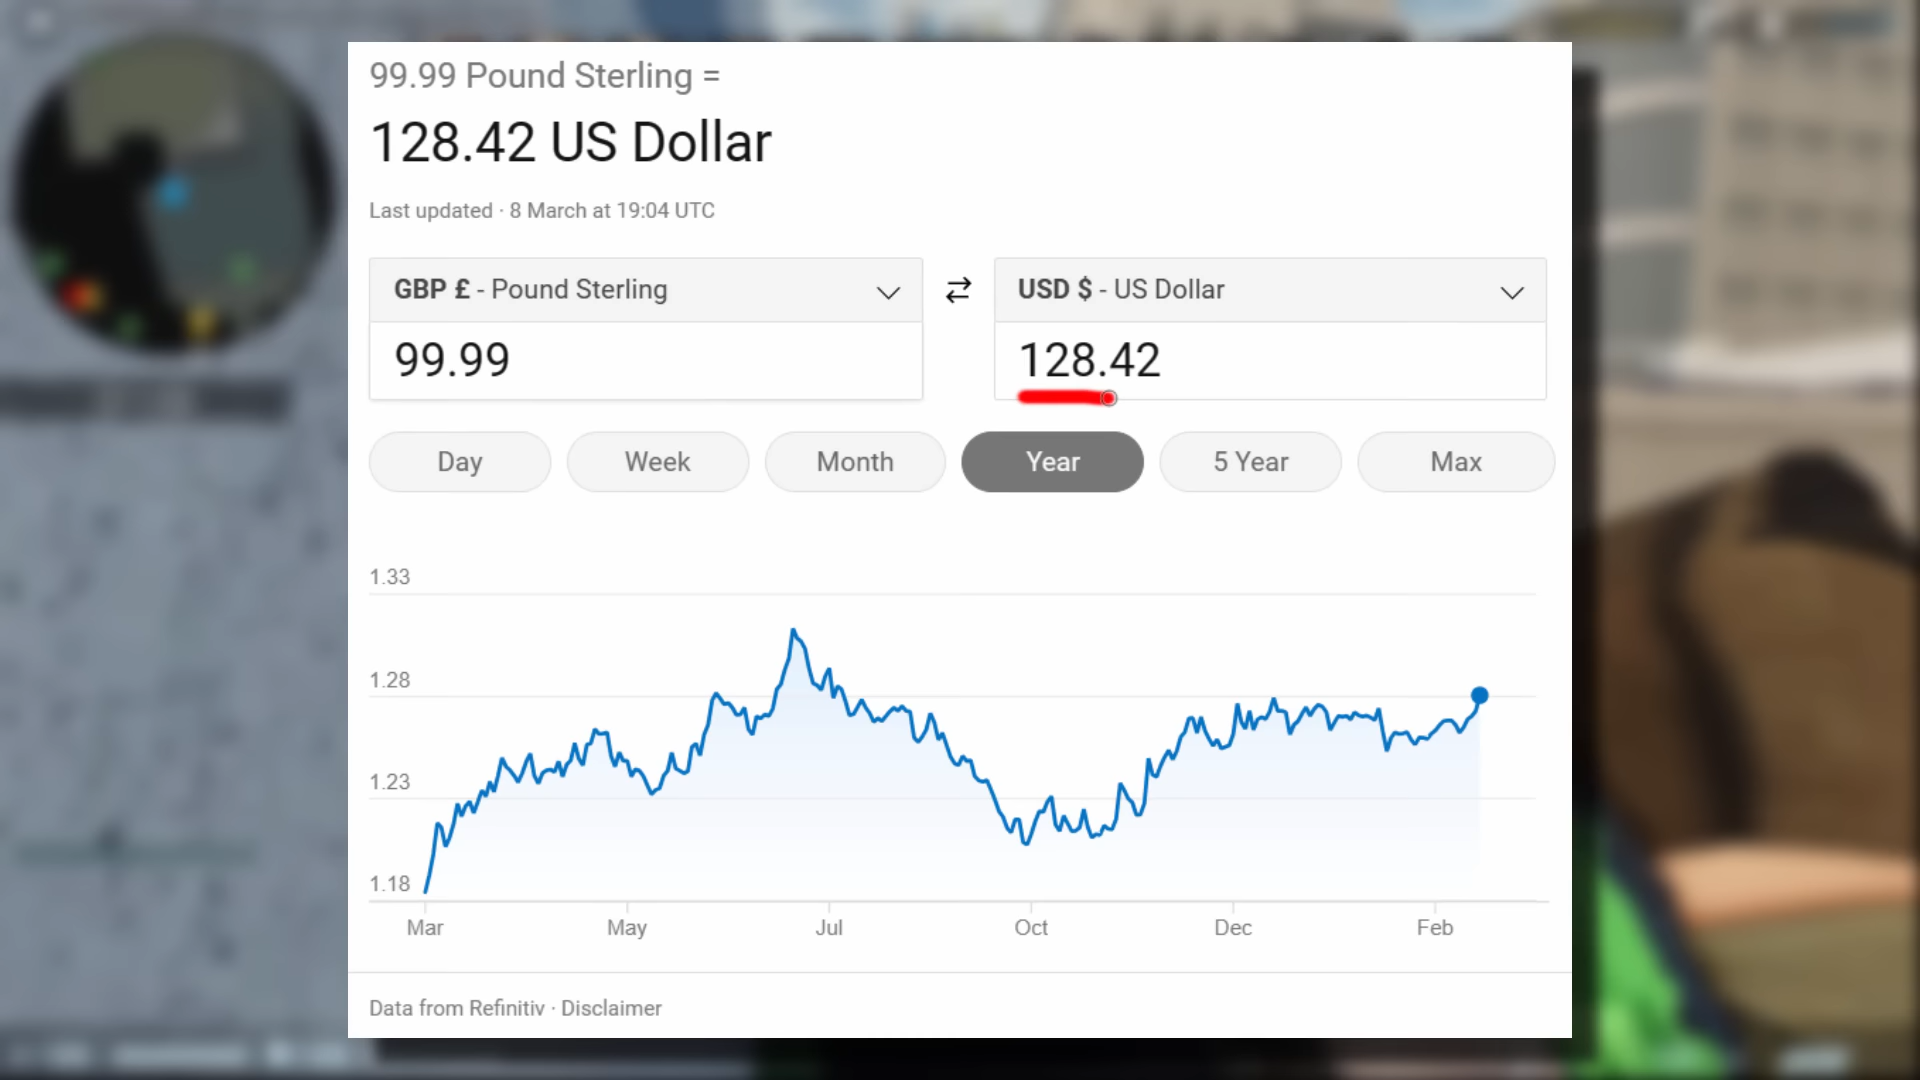 99.99 Pound Sterling =
128.42 US Dollar
Last updated · 8 March at 19:04 UTC
GBP £ - Pound Sterling
USD $ - US Dollar
99.99
128.42
Day
Week
Month
Year
5 Year
Max
1.33
1.28
1.23
1.18
Mar
May
Jul
Oct
Dec
Feb
Data from Refinitiv · Disclaimer